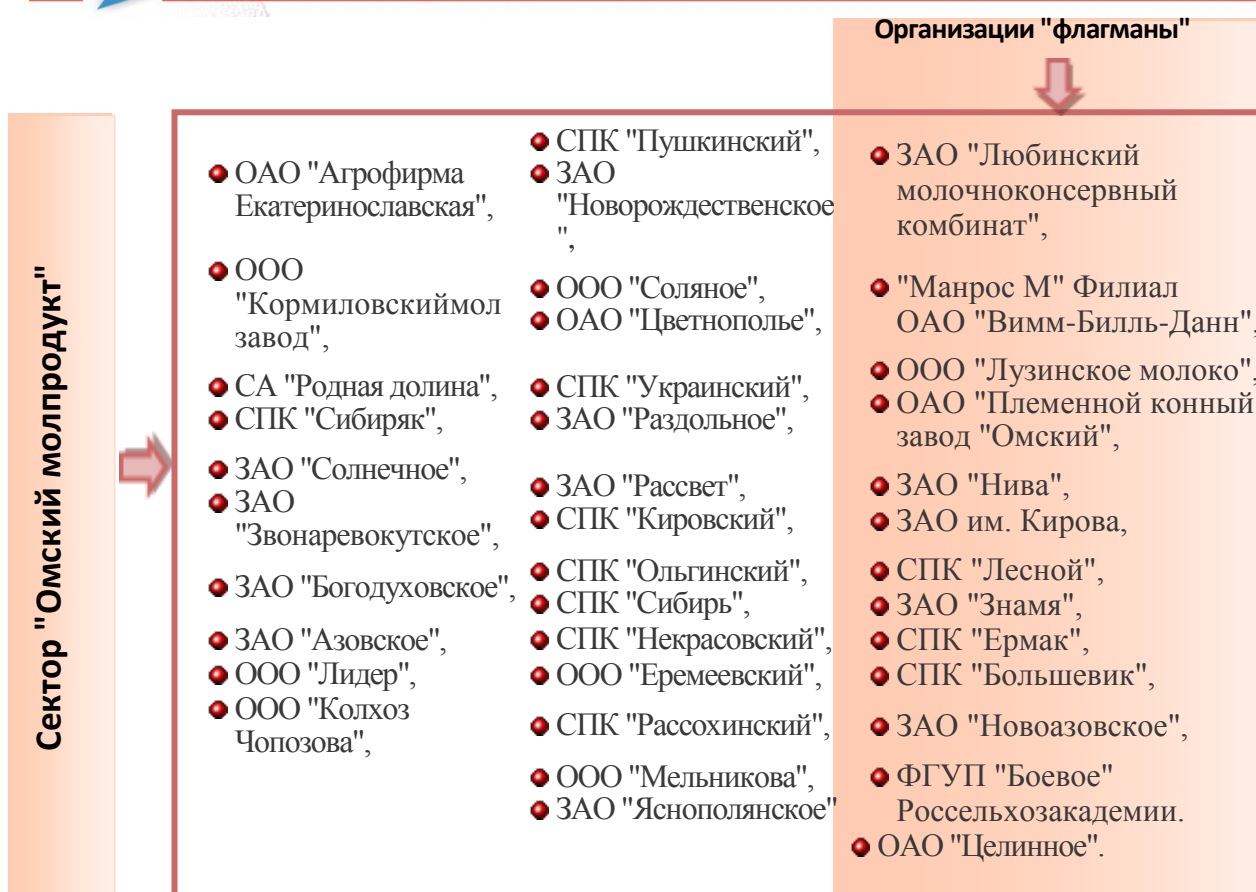 Организации "флагманы"
Сектор "Омский молпродукт"
ОАО "Агрофирма
Екатеринославская",
ООО
"Кормиловскиймол
завод",
СА "Родная долина",
СПК "Сибиряк",
ЗАО "Солнечное",
ЗАО
"Звонаревокутское",
ЗАО "Богодуховское",
ЗАО "Азовское",
ООО "Лидер",
ООО "Колхоз
Чопозова",
СПК "Пушкинский",
ЗАО
"Новорождественское
",
ООО "Соляное",
ОАО "Цветнополье",
СПК "Украинский",
ЗАО "Раздольное",
ЗАО "Рассвет",
СПК "Кировский",
СПК "Ольгинский",
СПК "Сибирь",
СПК "Некрасовский",
ООО "Еремеевский",
СПК "Рассохинский",
ООО "Мельникова",
ЗАО "Яснополянское"
ЗАО "Любинский
молочноконсервный
комбинат",
"Манрос М" Филиал
ОАО "Вимм-Билль-Данн",
ООО "Лузинское молоко",
ОАО "Племенной конный
завод "Омский",
ЗАО "Нива",
ЗАО им. Кирова,
СПК "Лесной",
ЗАО "Знамя",
СПК "Ермак",
СПК "Большевик",
ЗАО "Новоазовское",
ФГУП "Боевое"
Россельхозакадемии.
ОАО "Целинное".